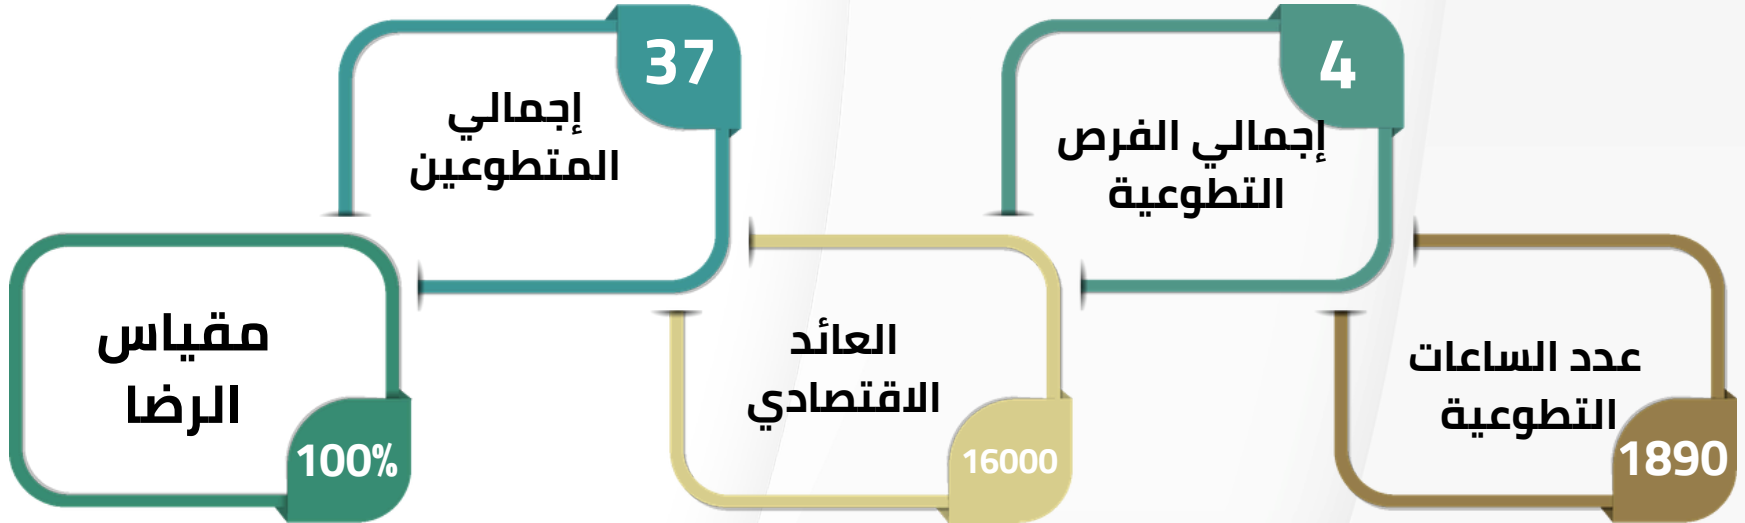 1890
عدد الساعات
التطوعية
4
إجمالي الفرص
التطوعية
16000
العائد
الاقتصادي
37
إجمالي
المتطوعين
100%
مقياس
الرضا